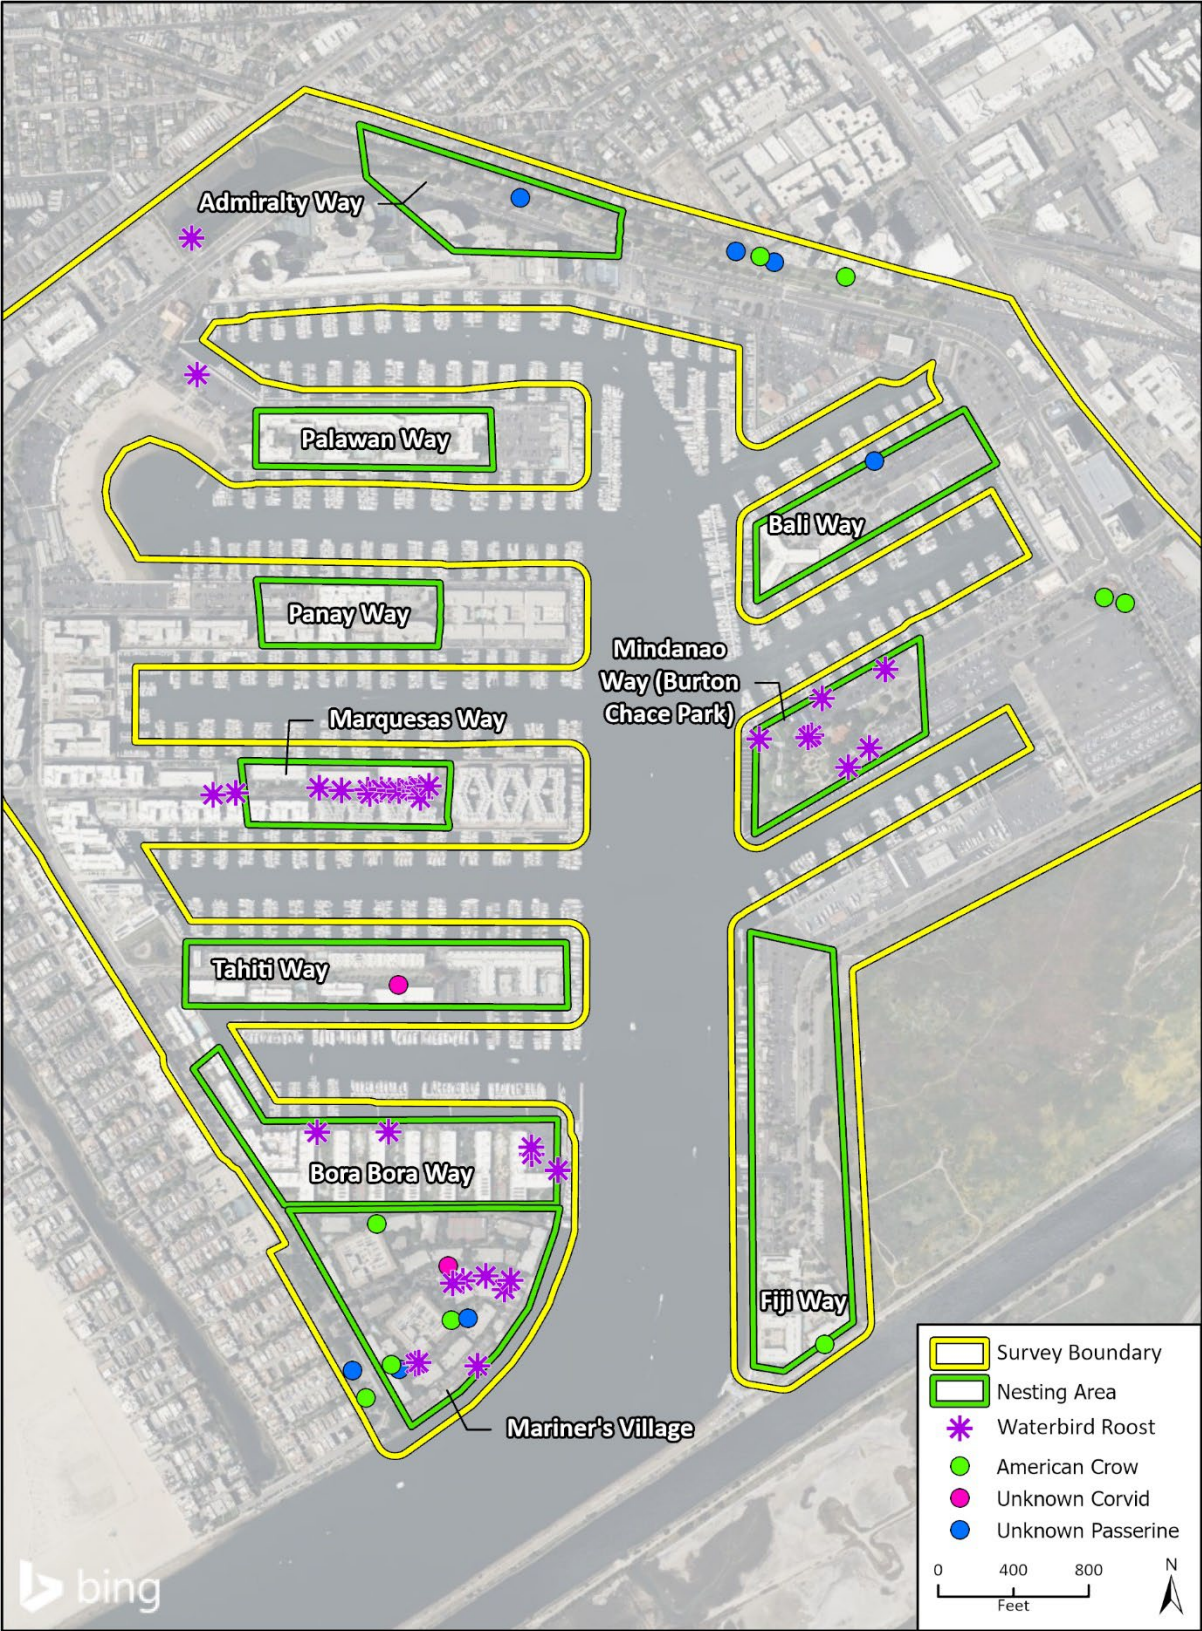 Admiralty Way
Palawan Way
Bali Way
Panay Way
Mindanao
Way (Burton
Chace Park)
Marquesas Way
Tahiti Way
Bora Bora Way
Fiji Way
Mariner's Village
Survey Boundary
Nesting Area
Waterbird Roost
American Crow
Unknown Corvid
Unknown Passerine
0 400 800
Feet
N
bing